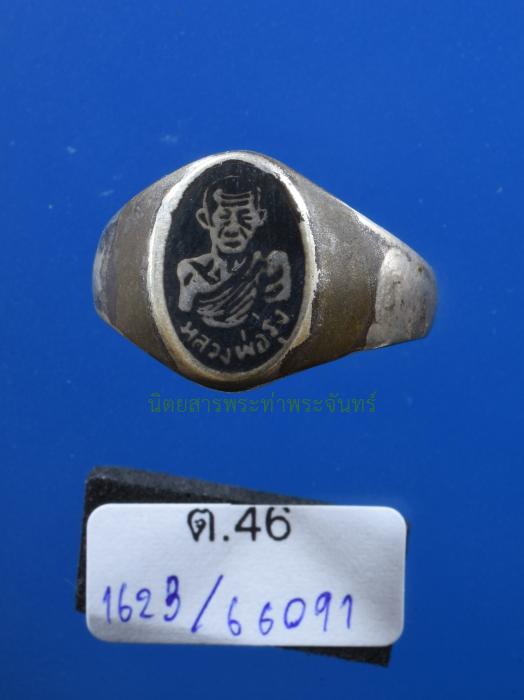 หลวงพ่อรุ่ง
นิตยสารพระท่าพระจันทร์
ต.46
1623/66091